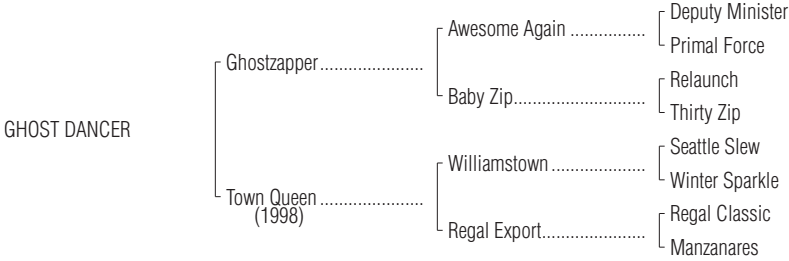 Deputy Minister
Awesome Again ................
Primal Force
Ghostzapper......................
Relaunch
Baby Zip............................
Thirty Zip
GHOST DANCER
Seattle Slew
Williamstown ....................
Winter Sparkle
Town Queen ......................
(1998)
Regal Classic
Regal Export......................
Manzanares